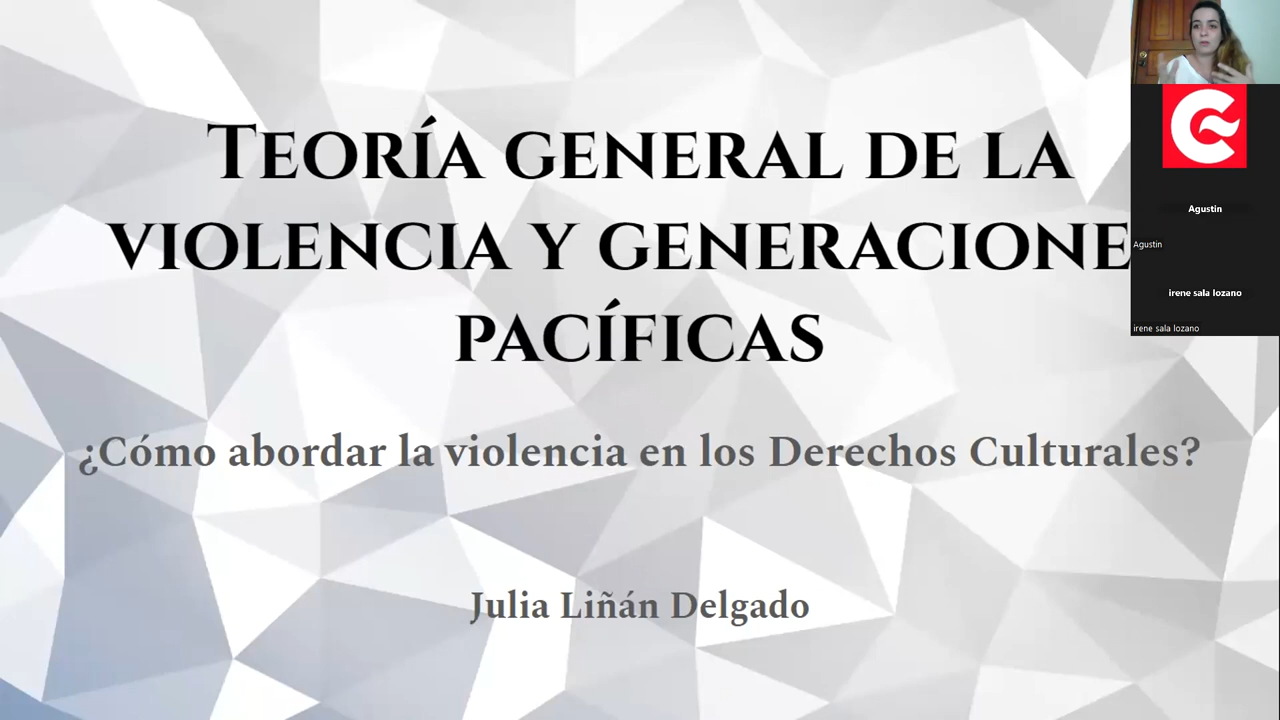 Teoría general de la
violencia y generacione
pacíficas
¿Cómo abordar la violencia en los Derechos Culturales?
Julia Liñán Delgado
Agustin
Agustin
irene sala lozano
irene sala lozano